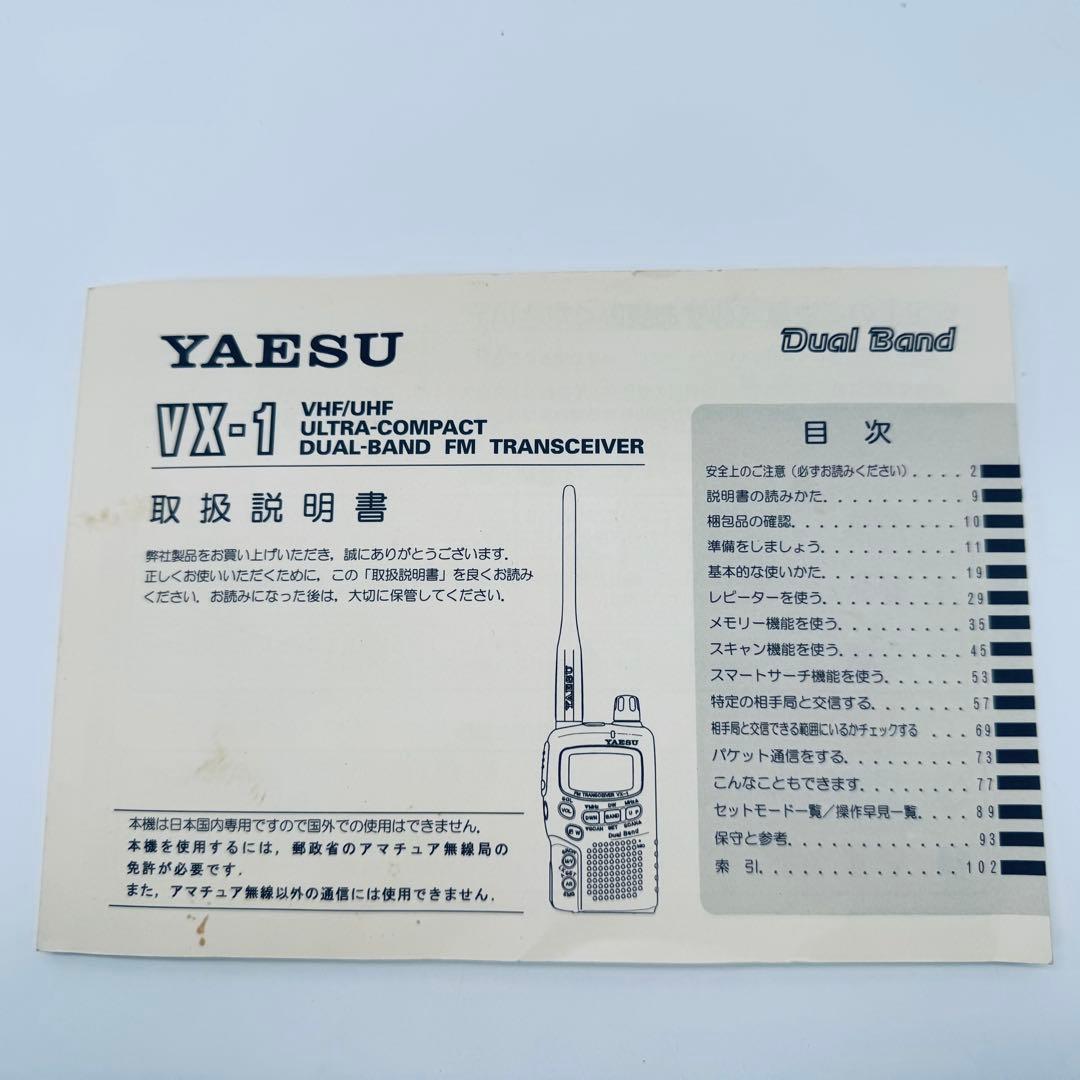 YAESU
Dual Band
VX-1
VHF/UHF
ULTRA-COMPACT
DUAL-BAND FM TRANSCEIVER
取扱説明書
弊社製品をお買い上げいただき，誠にありがとうございます．
正しくお使いいただくために，この「取扱説明書」を良くお読み
ください．お読みになった後は，大切に保管してください．
目 次
安全上のご注意（必ずお読みください）．．．． 2
説明書の読みかた．．．．．．．．．． 9
梱包品の確認．．．．．．．．．．．． 10
準備をしましょう．．．．．．．．．． 11
基本的な使いかた．．．．．．．．．． 19
レピーターを使う．．．．．．．．．． 29
メモリー機能を使う．．．．．．．．． 35
スキャン機能を使う．．．．．．．．． 45
スマートサーチ機能を使う．．．．．． 53
特定の相手局と交信する．．．．．．． 57
相手局と交信できる範囲にいるかチェックする ．．． 69
パケット通信をする．．．．．．．．． 73
こんなこともできます．．．．．．．． 77
セットモード一覧／操作早見一覧．．． 89
保守と参考．．．．．．．．．．．．． 93
索 引．．．．．．．．．．．．．．． 102
YAESU
YAESU
FM TRANSCEIVER VX-1
VOL
DWN
BAND
UP
Dual Band
本機は日本国内専用ですので国外での使用はできません．
本機を使用するには，郵政省のアマチュア無線局の
免許が必要です．
また，アマチュア無線以外の通信には使用できません．